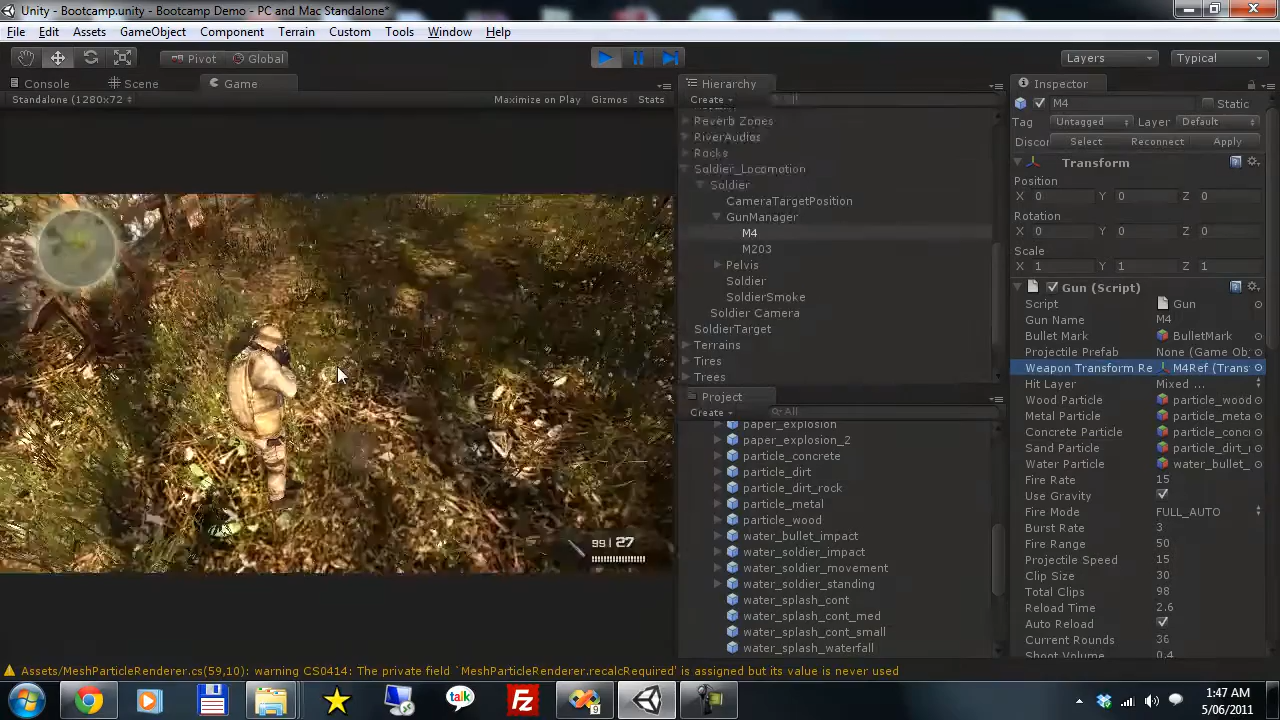 Unity - Bootcamp.unity - Bootcamp Demo - PC and Mac Standalone*
File Edit Assets GameObject Component Terrain Custom Tools Window Help
Pivot Global Layers Typical
Console Scene Game
Standalone (1280x72 Maximize on Play Gizmos Stats
99 | 27
Hierarchy
Create
Reverb Zones
RiverAudios
Rocks
Soldier_Locomotion
Soldier
CameraTargetPosition
GunManager
M4
M203
Pelvis
Soldier
SoldierSmoke
Soldier Camera
SoldierTarget
Terrains
Tires
Trees
Project
Create All
paper_explosion
paper_explosion_2
particle_concrete
particle_dirt
particle_dirt_rock
particle_metal
particle_wood
water_bullet_impact
water_soldier_impact
water_soldier_movement
water_soldier_standing
water_splash_cont
water_splash_cont_med
water_splash_cont_small
water_splash_waterfall
Inspector
M4 Static
Tag Untagged Layer Default
Discor Select Reconnect Apply
Transform
Position
X 0 Y 0 Z 0
Rotation
X 0 Y 0 Z 0
Scale
X 1 Y 1 Z 1
Gun (Script)
Script Gun
Gun Name M4
Bullet Mark BulletMark
Projectile Prefab None (Game Obj
Weapon Transform Re M4Ref (Trans
Hit Layer Mixed ...
Wood Particle particle_wood
Metal Particle particle_meta
Concrete Particle particle_conc
Sand Particle particle_dirt_
Water Particle water_bullet_
Fire Rate 15
Use Gravity
Fire Mode FULL_AUTO
Burst Rate 3
Fire Range 50
Projectile Speed 15
Clip Size 30
Total Clips 98
Reload Time 2.6
Auto Reload
Current Rounds 36
Shoot Volume 0.4
Assets/MeshParticleRenderer.cs(59,10): warning CS0414: The private field `MeshParticleRenderer.recalcRequired' is assigned but its value is never used
talk
Fz
9
1:47 AM
5/06/2011